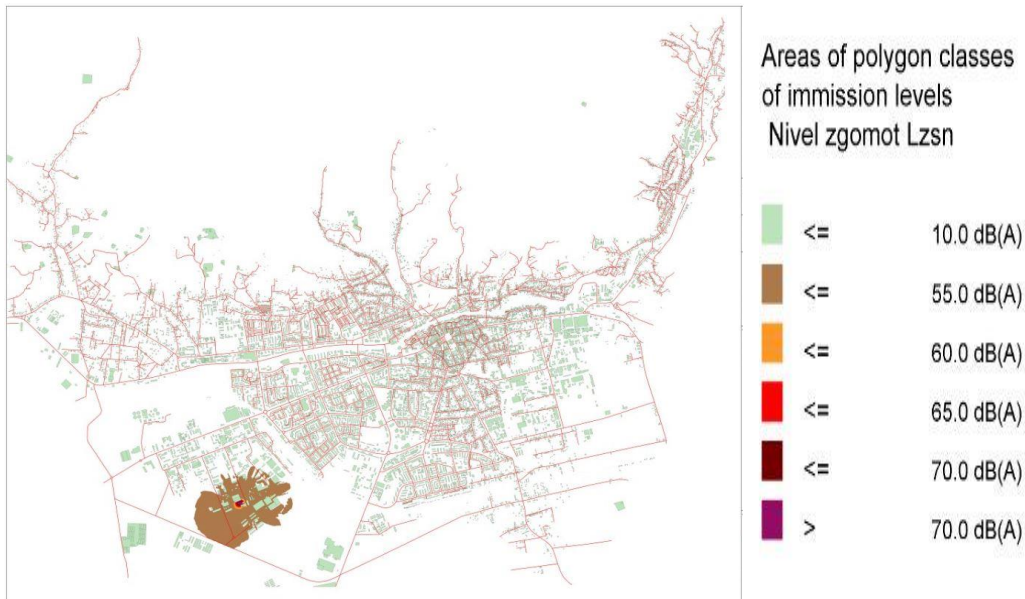 Areas of polygon classes
of immission levels
Nivel zgomot Lzsn
<= 10.0 dB(A)
<= 55.0 dB(A)
<= 60.0 dB(A)
<= 65.0 dB(A)
<= 70.0 dB(A)
> 70.0 dB(A)